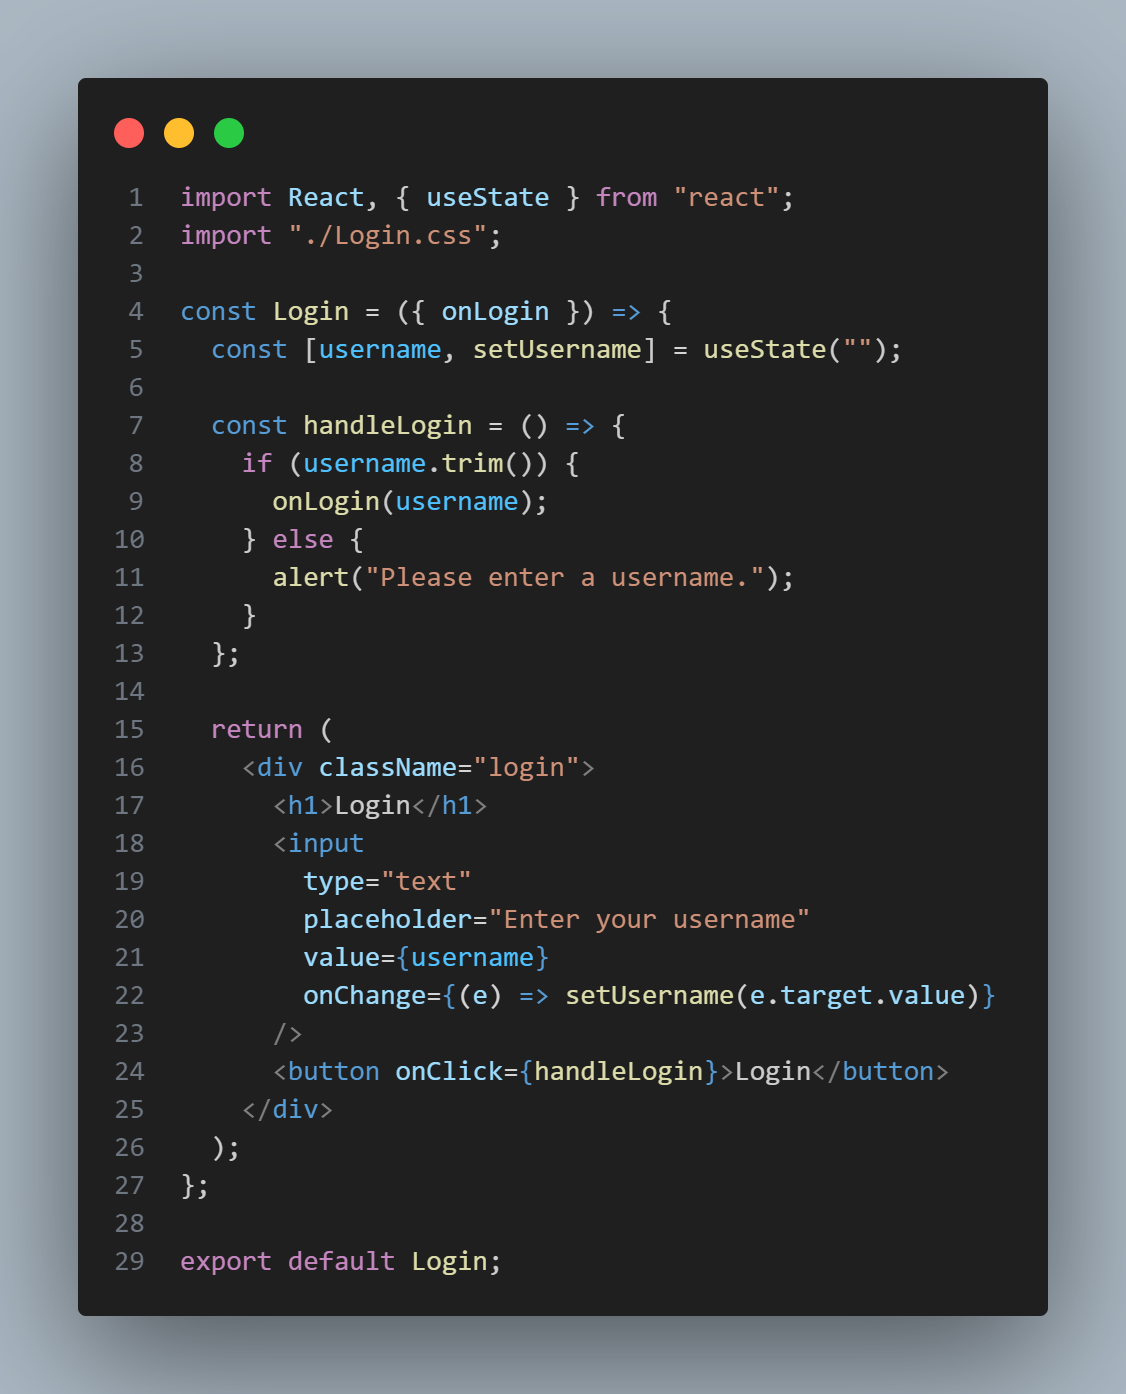 1 import React, { useState } from "react";
2 import "./Login.css";
3
4 const Login = ({ onLogin }) => {
5   const [username, setUsername] = useState("");
6
7   const handleLogin = () => {
8     if (username.trim()) {
9       onLogin(username);
10     } else {
11       alert("Please enter a username.");
12     }
13   };
14
15   return (
16     <div className="login">
17       <h1>Login</h1>
18       <input
19         type="text"
20         placeholder="Enter your username"
21         value={username}
22         onChange={(e) => setUsername(e.target.value)}
23       />
24       <button onClick={handleLogin}>Login</button>
25     </div>
26   );
27 };
28
29 export default Login;